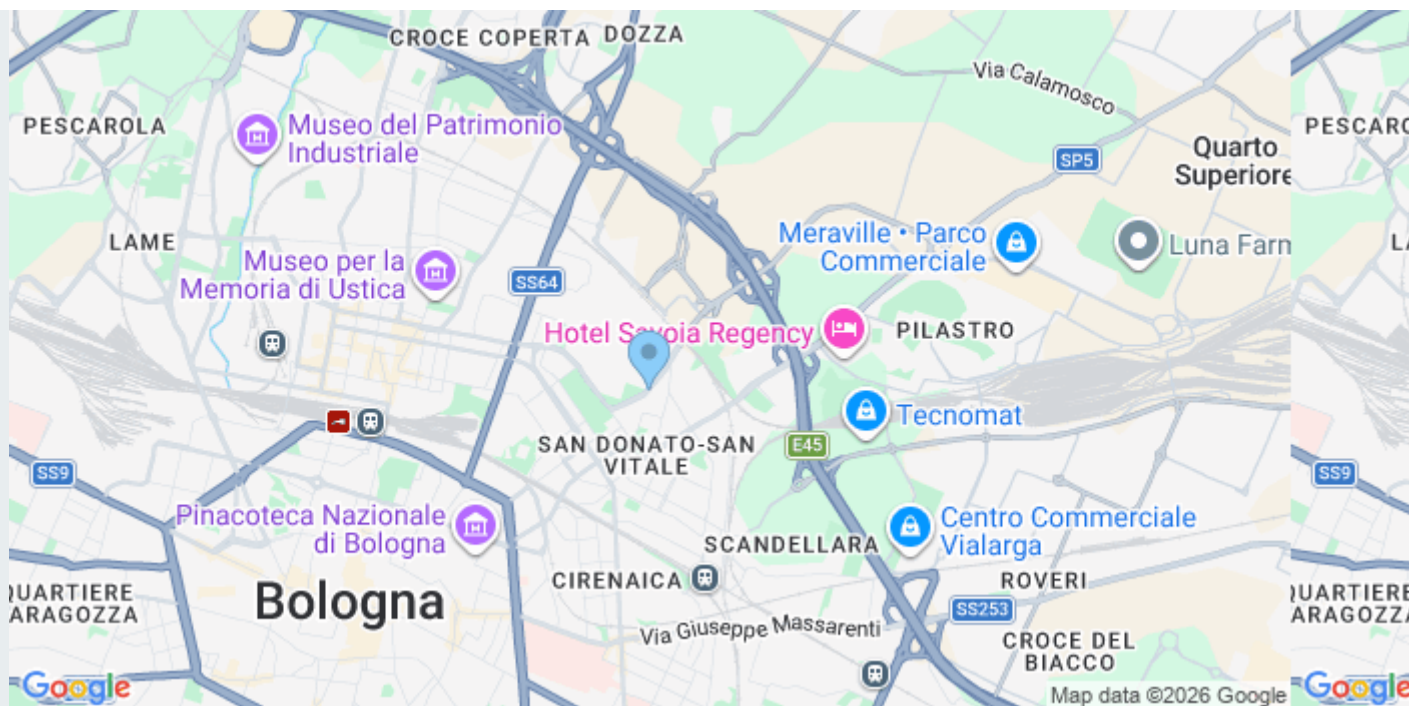 CROCE COPERTA
DOZZA
Via Calamosco
PESCAROLA
Museo del Patrimonio
Industriale
SP5
Quarto
Superiore
PESCARO
LAME
Museo per la
Memoria di Ustica
SS64
Meraville • Parco
Commerciale
Luna Farm
LA
Hotel Savoia Regency
PILASTRO
Tecnomat
SAN DONATO-SAN
VITALE
E45
SS9
SS9
Pinacoteca Nazionale
di Bologna
Centro Commerciale
Vialarga
SCANDELLARA
CIRENAICA
ROVERI
QUARTIERE
ARAGOZZA
Bologna
SS253
Via Giuseppe Massarenti
CROCE DEL
BIACCO
QUARTIERE
ARAGOZZA
Google
Map data ©2026 Google
Google